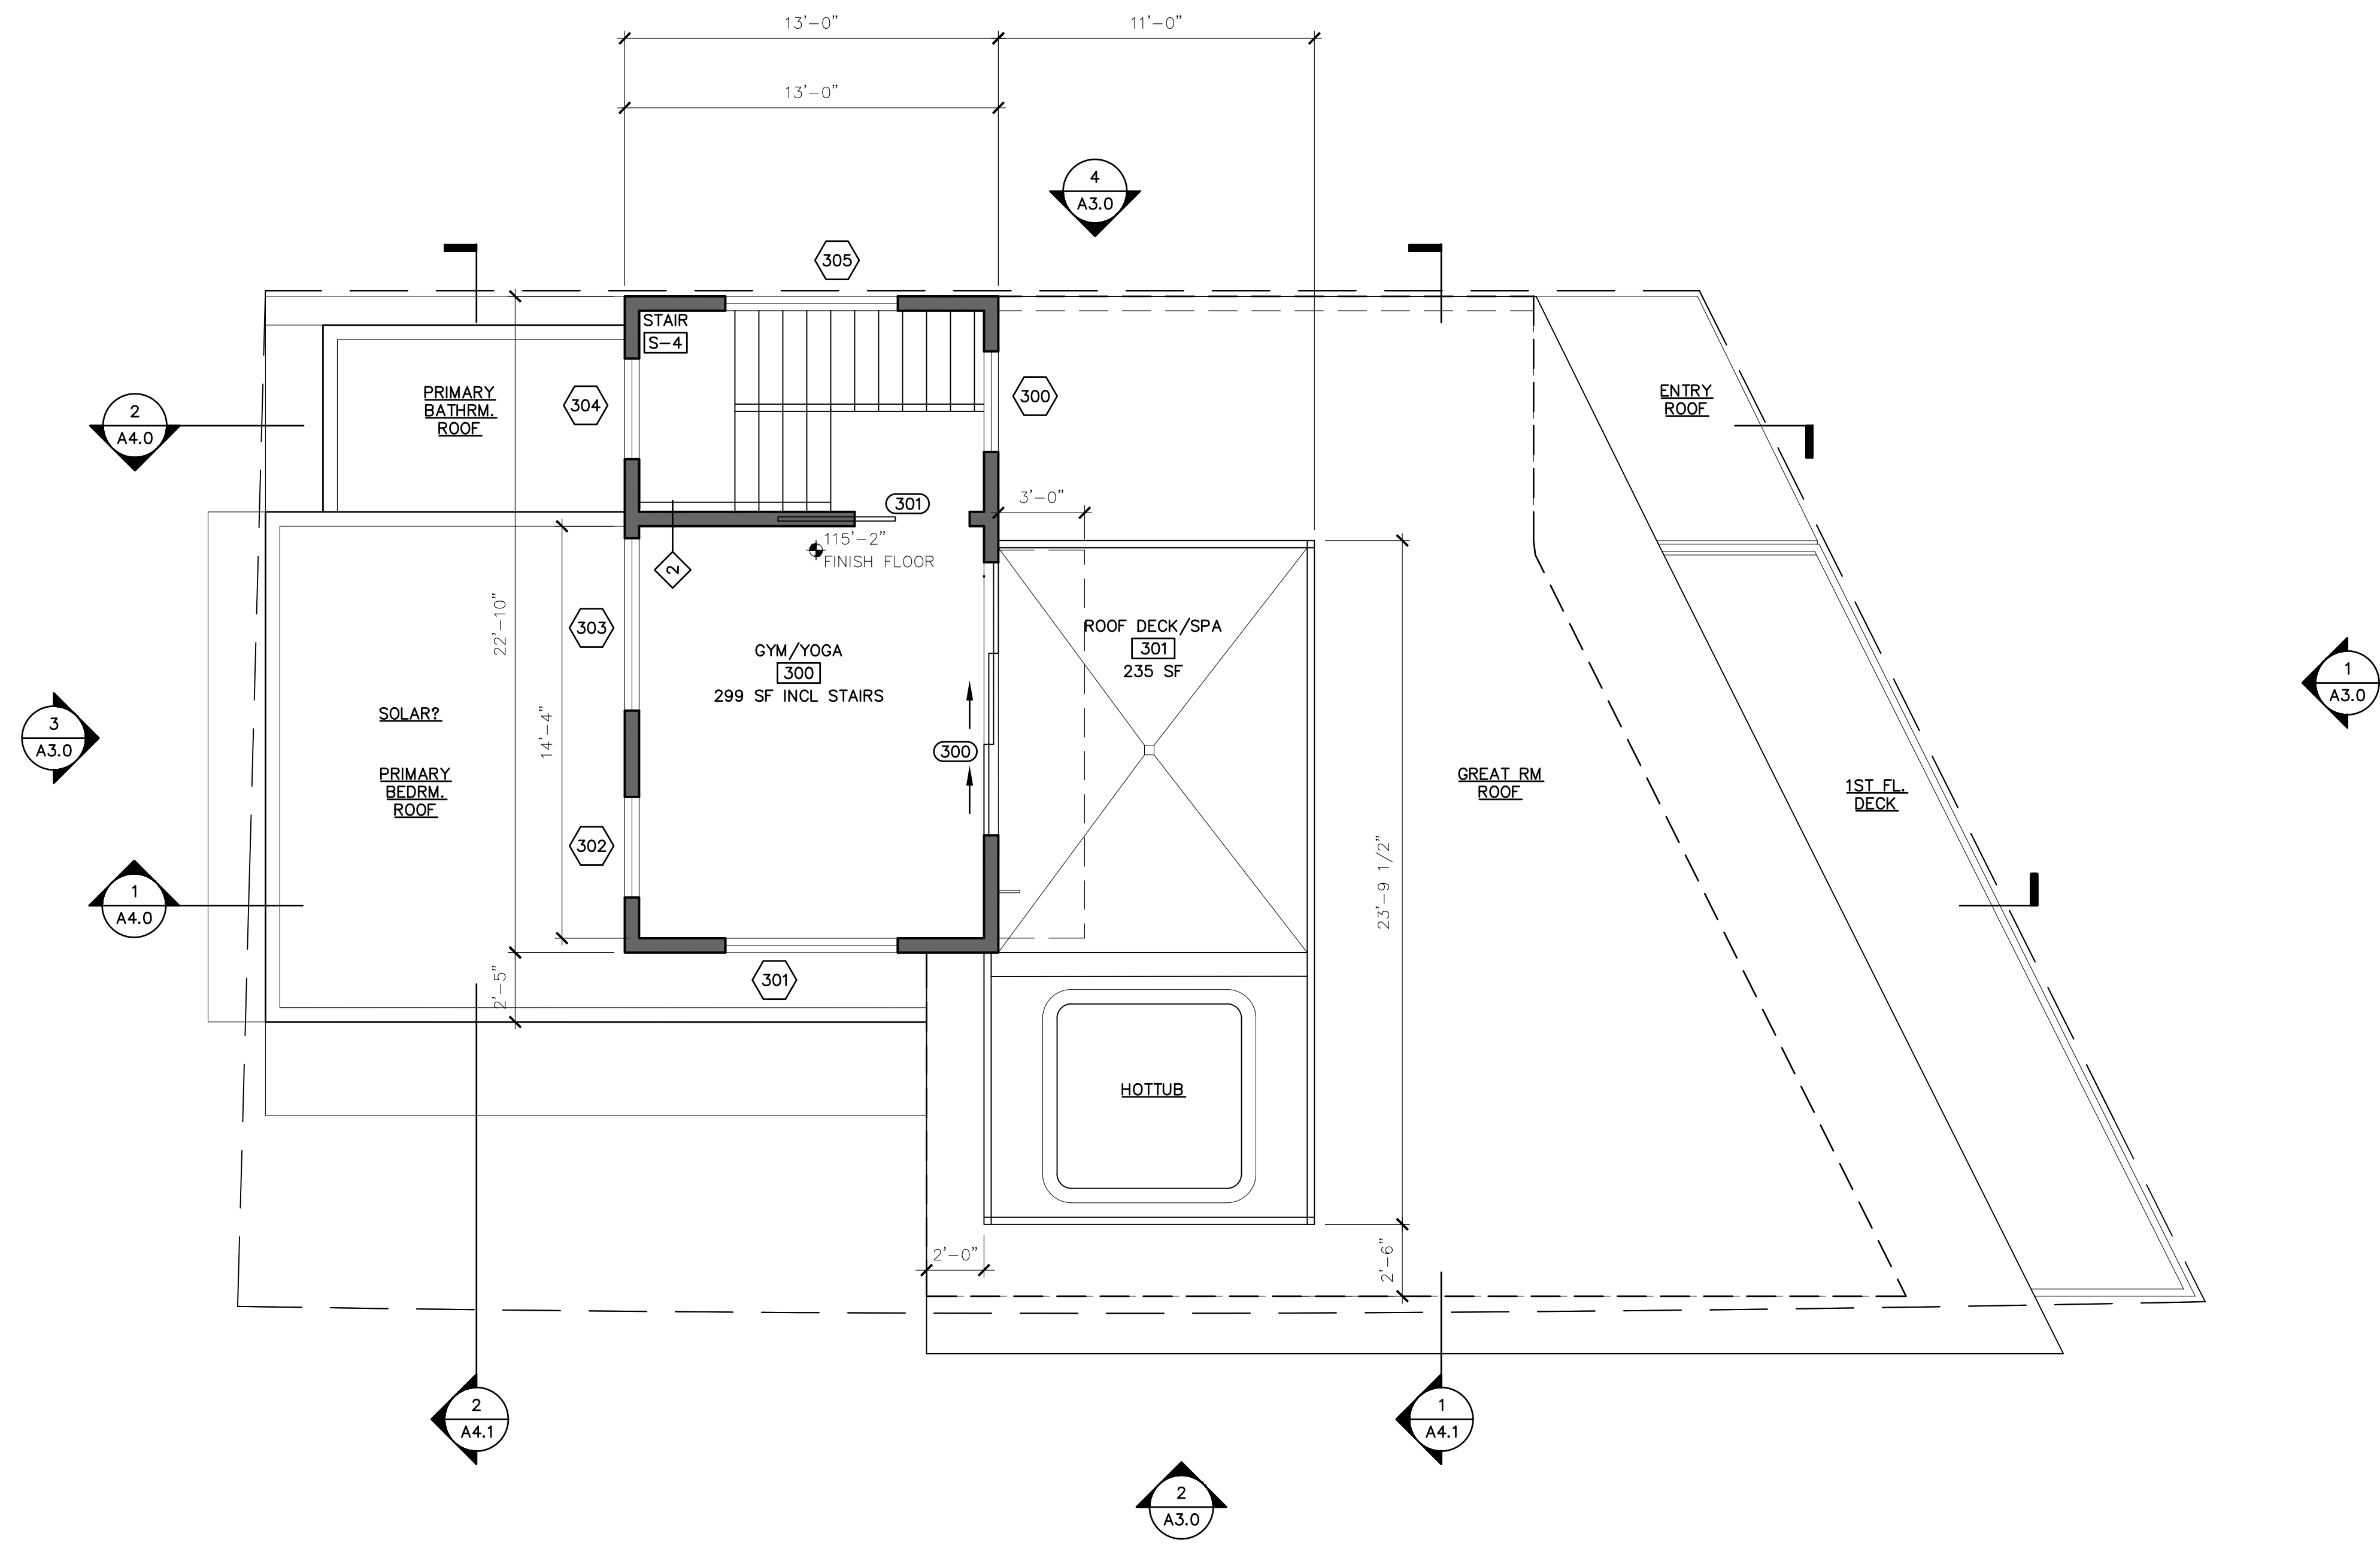 13'-0"
11'-0"
13'-0"
4
A3.0
305
STAIR
S-4
PRIMARY
BATHRM.
ROOF
304
300
ENTRY
ROOF
2
A4.0
301
3'-0"
115'-2"
FINISH FLOOR
2
22'-10"
303
ROOF DECK/SPA
301
235 SF
GYM/YOGA
300
299 SF INCL STAIRS
1
A3.0
SOLAR?
3
A3.0
14'-4"
300
PRIMARY
BEDRM.
ROOF
GREAT RM
ROOF
1ST FL.
DECK
302
23'-9 1/2"
1
A4.0
2'-5"
301
HOTTUB
2'-0"
2'-6"
2
A4.1
1
A4.1
2
A3.0